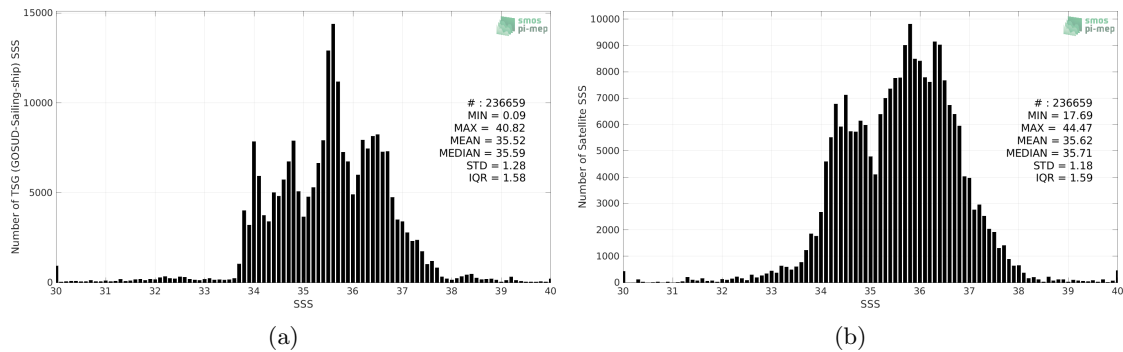 15000
10000
5000
0
30 31 32 33 34 35 36 37 38 39 40
SSS
Number of TSG (GOSUD-Sailing-ship) SSS
smos
pi-mep
# : 236659
MIN = 0.09
MAX = 40.82
MEAN = 35.52
MEDIAN = 35.59
STD = 1.28
IQR = 1.58
(a)
10000
9000
8000
7000
6000
5000
4000
3000
2000
1000
0
30 31 32 33 34 35 36 37 38 39 40
SSS
Number of Satellite SSS
smos
pi-mep
# : 236659
MIN = 17.69
MAX = 44.47
MEAN = 35.62
MEDIAN = 35.71
STD = 1.18
IQR = 1.59
(b)